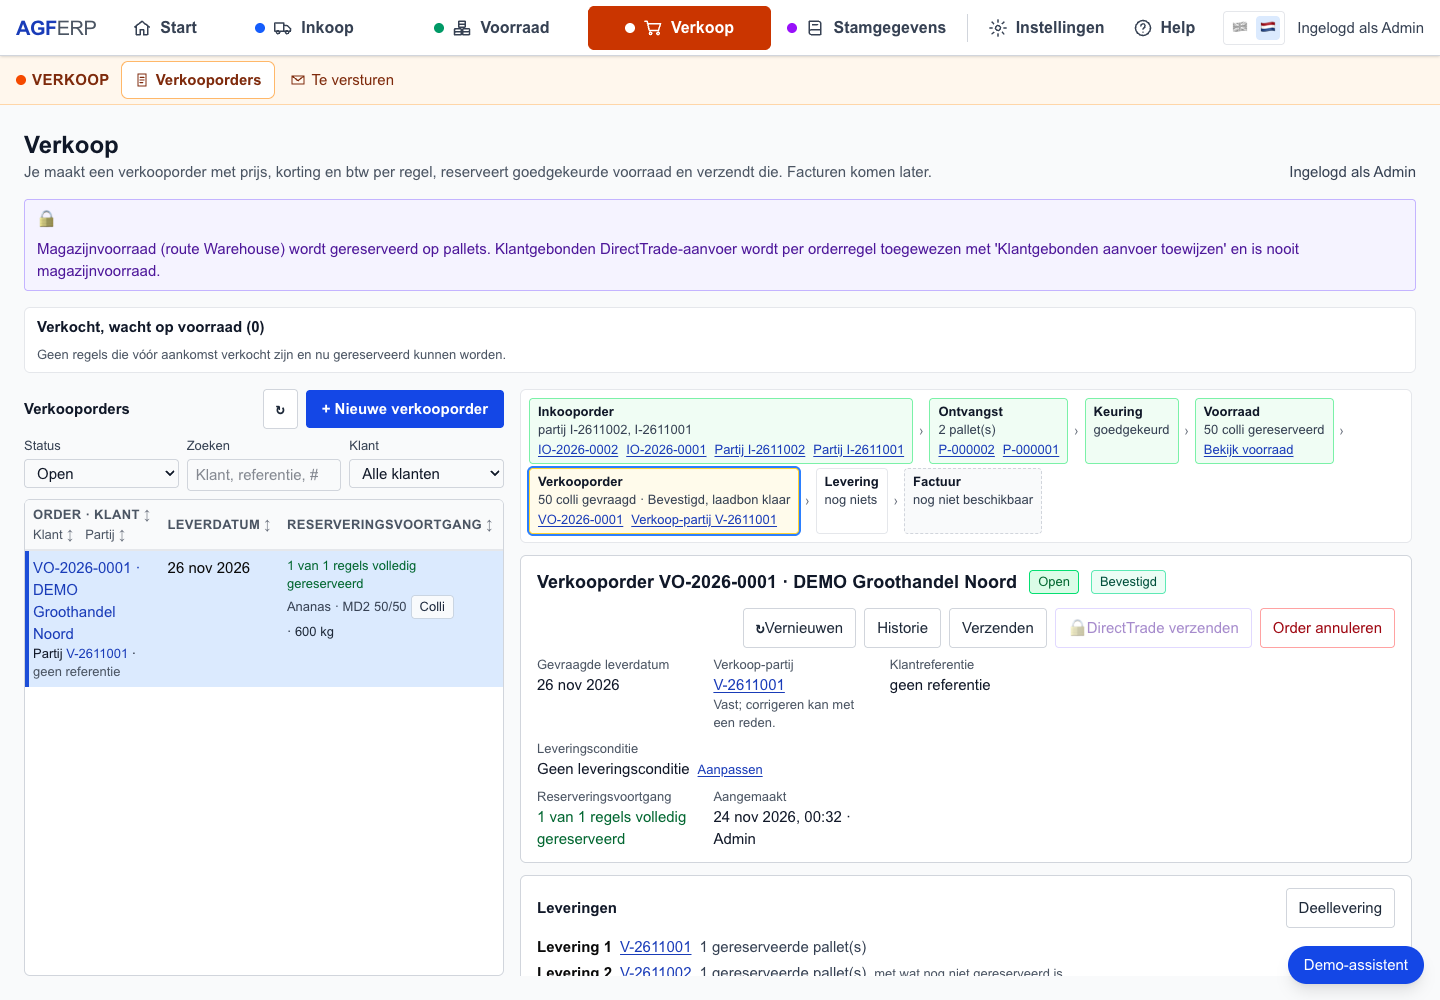 AGFERP
Start
Inkoop
Voorraad
Verkoop
Stamgegevens
Instellingen
Help
Ingelogd als Admin
VERKOOP
Verkooporders
Te versturen
Verkoop
Je maakt een verkooporder met prijs, korting en btw per regel, reserveert goedgekeurde voorraad en verzendt die. Facturen komen later.
Ingelogd als Admin
Magazijnvoorraad (route Warehouse) wordt gereserveerd op pallets. Klantgebonden DirectTrade-aanvoer wordt per orderregel toegewezen met 'Klantgebonden aanvoer toewijzen' en is nooit
magazijnvoorraad.
Verkocht, wacht op voorraad (0)
Geen regels die vóór aankomst verkocht zijn en nu gereserveerd kunnen worden.
Verkooporders
↻
+ Nieuwe verkooporder
Status
Zoeken
Klant
Open
Klant, referentie, #
Alle klanten
ORDER · KLANT ↕
Klant ↕ Partij ↕
LEVERDATUM ↕
RESERVERINGSVOORTGANG ↕
VO-2026-0001 ·
DEMO
Groothandel
Noord
Partij V-2611001 ·
geen referentie
26 nov 2026
1 van 1 regels volledig
gereserveerd
Ananas · MD2 50/50 Colli
· 600 kg
Inkooporder
partij I-2611002, I-2611001
IO-2026-0002 IO-2026-0001 Partij I-2611002 Partij I-2611001
›
Ontvangst
2 pallet(s)
P-000002 P-000001
›
Keuring
goedgekeurd
›
Voorraad
50 colli gereserveerd
Bekijk voorraad
›
Verkooporder
50 colli gevraagd · Bevestigd, laadbon klaar
VO-2026-0001 Verkoop-partij V-2611001
›
Levering
nog niets
›
Factuur
nog niet beschikbaar
Verkooporder VO-2026-0001 · DEMO Groothandel Noord
Open
Bevestigd
↻Vernieuwen
Historie
Verzenden
DirectTrade verzenden
Order annuleren
Gevraagde leverdatum
26 nov 2026
Verkoop-partij
V-2611001
Vast; corrigeren kan met
een reden.
Klantreferentie
geen referentie
Leveringsconditie
Geen leveringsconditie Aanpassen
Reserveringsvoortgang
1 van 1 regels volledig
gereserveerd
Aangemaakt
24 nov 2026, 00:32 ·
Admin
Leveringen
Deellevering
Levering 1 V-2611001 1 gereserveerde pallet(s)
Levering 2 V-2611002 1 gereserveerde pallet(s) met wat nog niet gereserveerd is
Demo-assistent